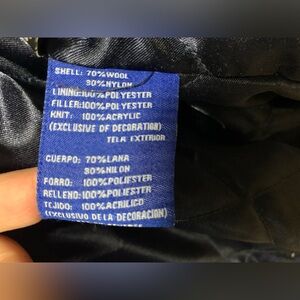 SHELL: 70%WOOL
30%NYLON
LINING:100%POLYESTER
FILLER:100%POLYESTER
KNIT: 100%ACRYLIC
(EXCLUSIVE OF DECORATION)
TELA EXTERIOR
CUERPO: 70%LANA
30%NILON
FORRO: 100%POLIESTER
RELLENO:100%POLIESTER
TEJIDO: 100%ACRILICO
(EXCLUSIVO DE LA DECORACION)